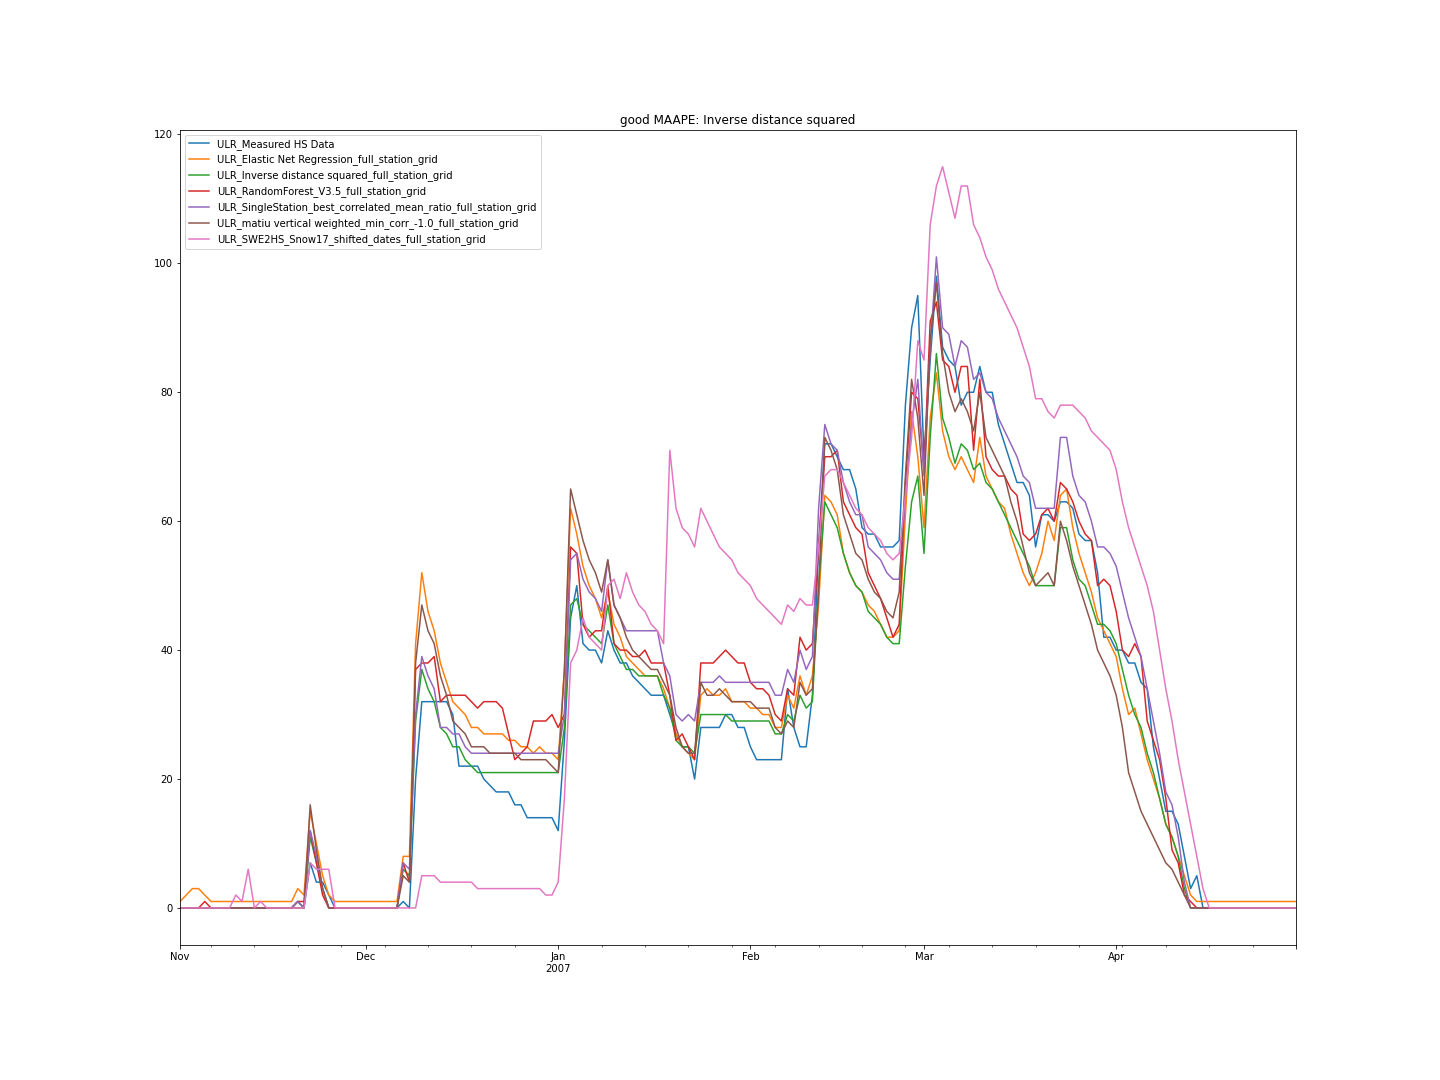 good MAAPE: Inverse distance squared
120
100
80
60
40
20
0
ULR_Measured HS Data
ULR_Elastic Net Regression_full_station_grid
ULR_Inverse distance squared_full_station_grid
ULR_RandomForest_V3.5_full_station_grid
ULR_SingleStation_best_correlated_mean_ratio_full_station_grid
ULR_matiu vertical weighted_min_corr_-1.0_full_station_grid
ULR_SWE2HS_Snow17_shifted_dates_full_station_grid
Nov Dec Jan Feb Mar Apr
2007